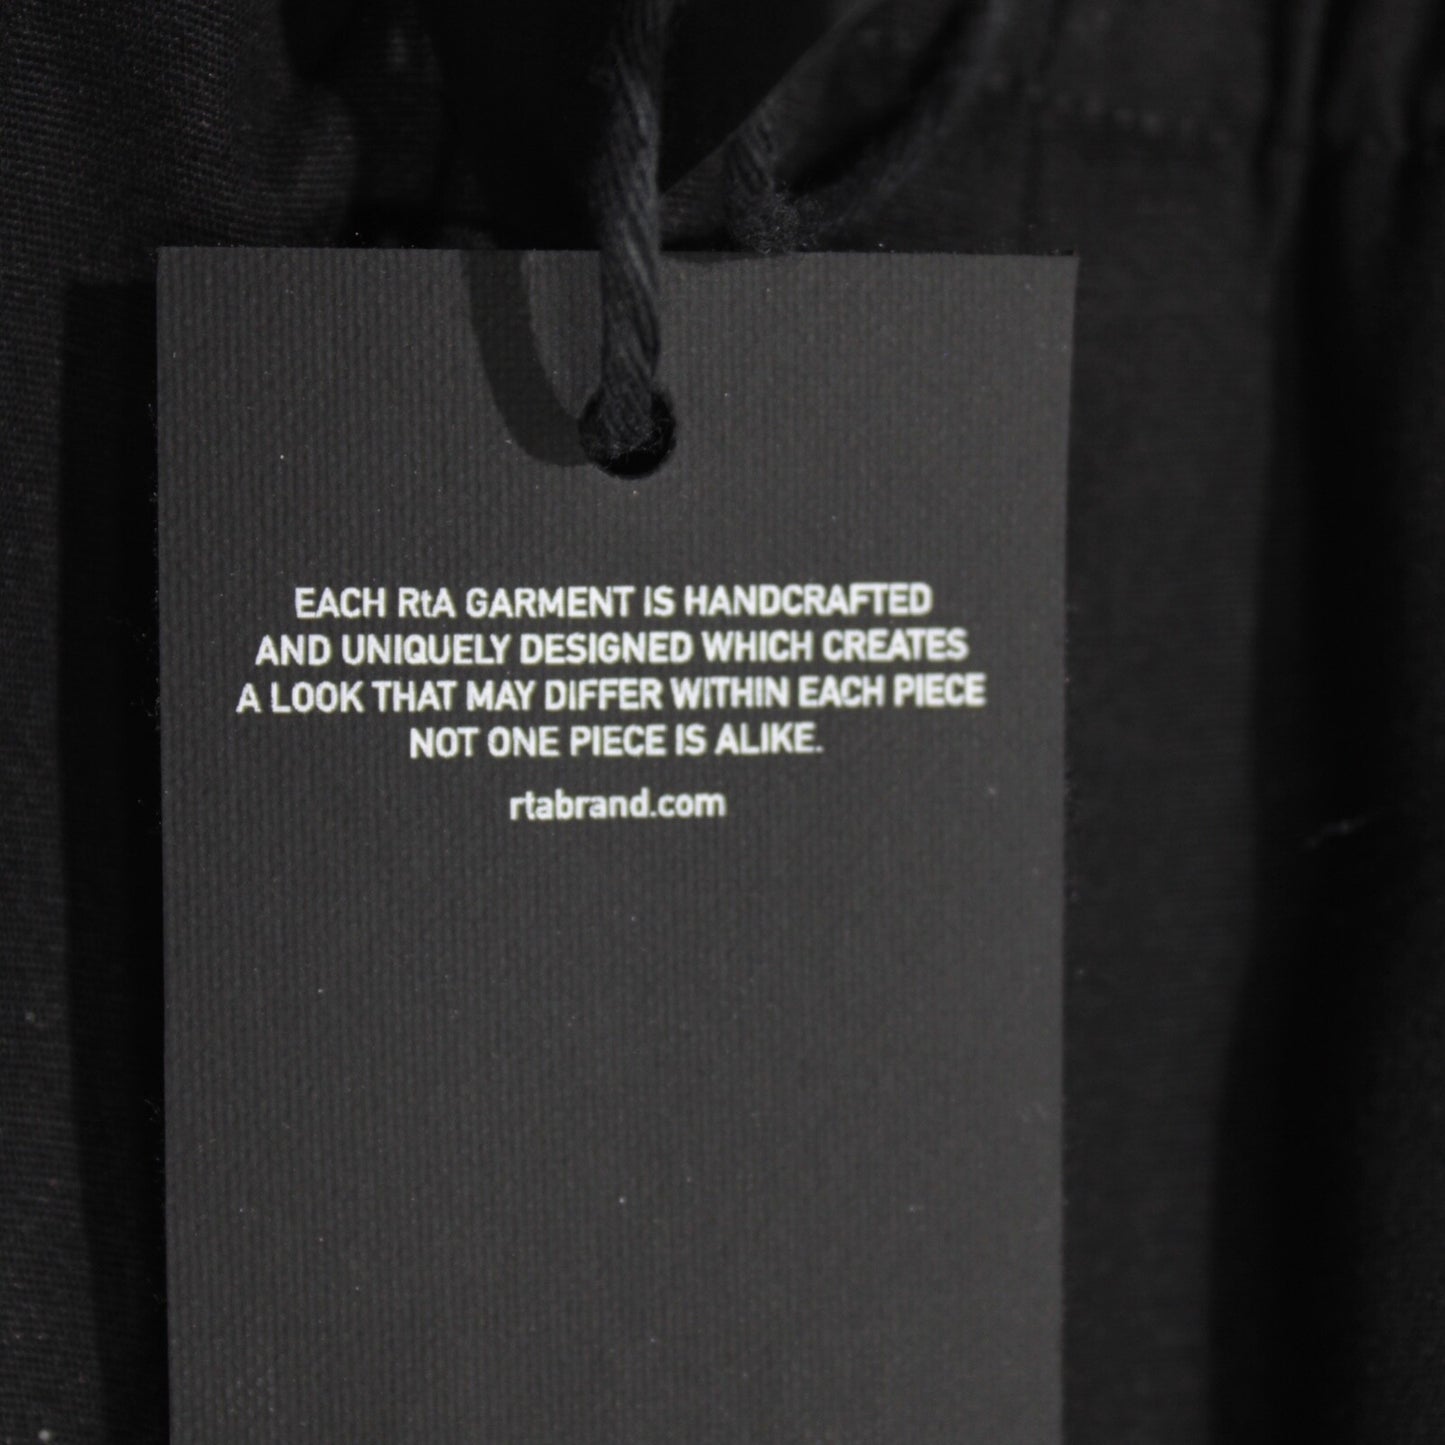 EACH RtA GARMENT IS HANDCRAFTED
AND UNIQUELY DESIGNED WHICH CREATES
A LOOK THAT MAY DIFFER WITHIN EACH PIECE
NOT ONE PIECE IS ALIKE.
rtabrand.com